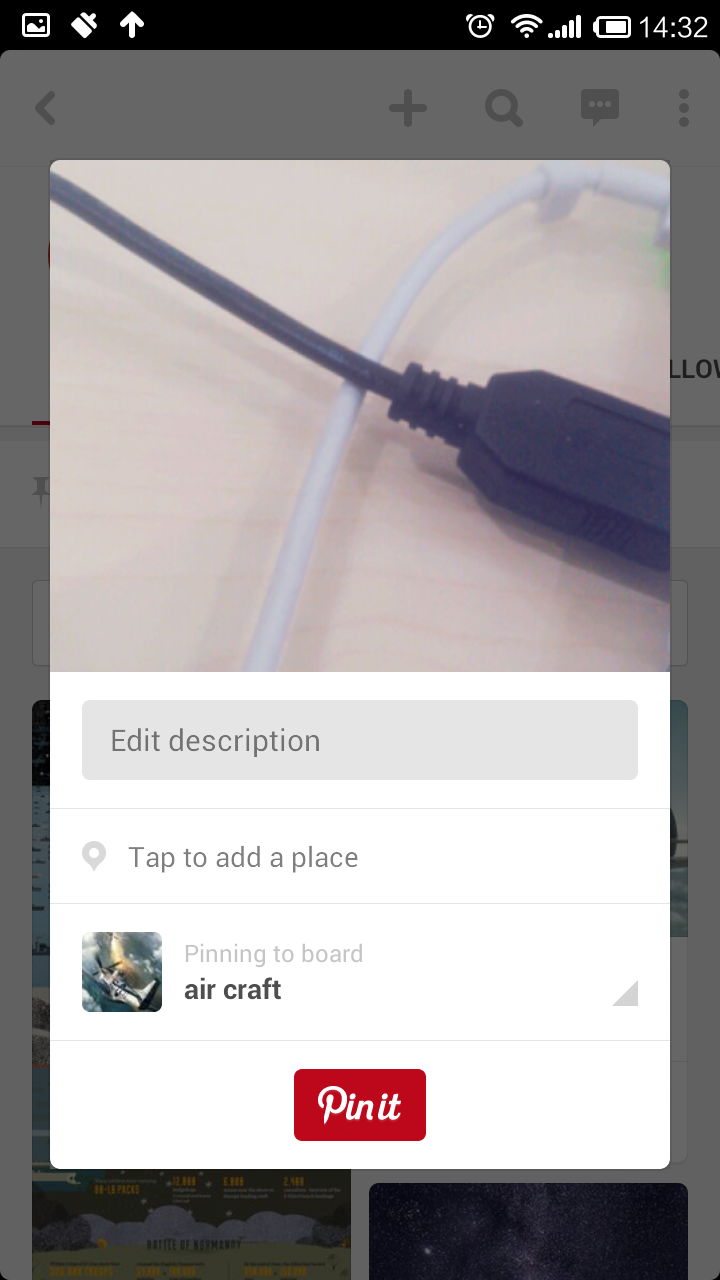 14:32
LLOW
Edit description
Tap to add a place
Pinning to board
air craft
Pin it
BATTLE OF NORMANDY